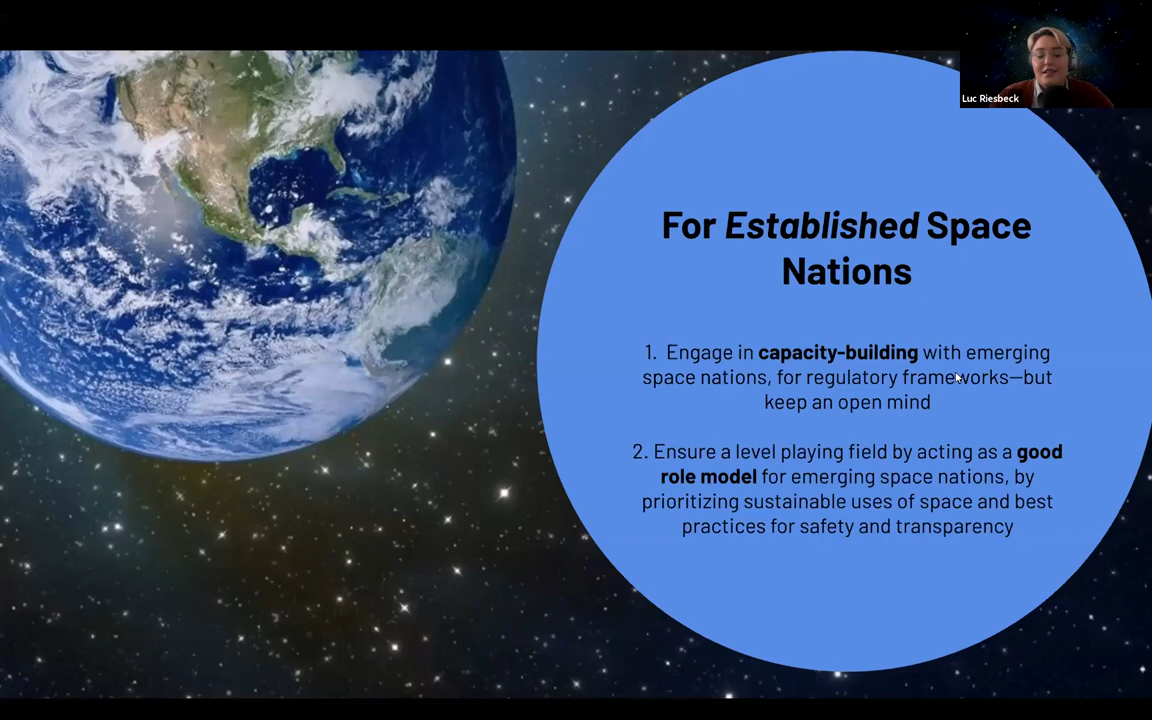 Luc Riesbeck
For Established Space
Nations
1. Engage in capacity-building with emerging
space nations, for regulatory frameworks—but
keep an open mind
2. Ensure a level playing field by acting as a good
role model for emerging space nations, by
prioritizing sustainable uses of space and best
practices for safety and transparency